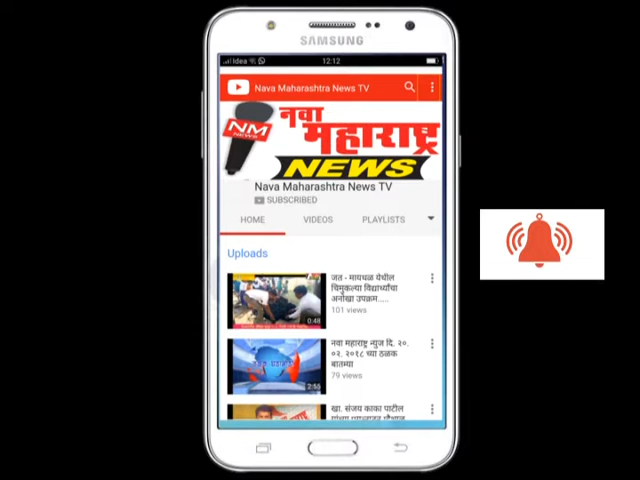 SAMSUNG
Idea
12:12
Nava Maharashtra News TV
NM
NEWS
नवा
महाराष्ट्र
NEWS
Nava Maharashtra News TV
SUBSCRIBED
HOME VIDEOS PLAYLISTS
Uploads
जत - मायथळ येथील
चिमुकल्या विद्यार्थ्यांचा
अनोखा उपक्रम.....
101 views
0:48
नवा महाराष्ट्र न्युज दि. २०.
०२. २०१८ च्या ठळक
बातम्या
79 views
2:55
खा. संजय काका पाटील